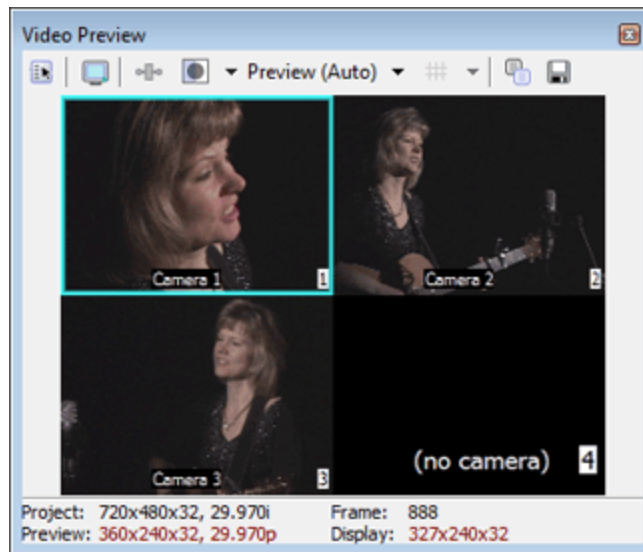 Video Preview
Preview (Auto)
Camera 1 1
Camera 2 2
Camera 3 3
(no camera) 4
Project: 720x480x32, 29.970i Frame: 888
Preview: 360x240x32, 29.970p Display: 327x240x32